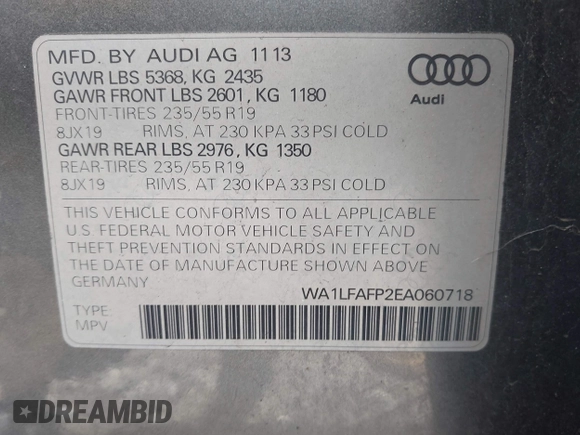 MFD. BY AUDI AG 11 13
GVWR LBS 5368, KG 2435
GAWR FRONT LBS 2601, KG 1180
FRONT-TIRES 235/55 R19
8JX19 RIMS, AT 230 KPA 33 PSI COLD
GAWR REAR LBS 2976, KG 1350
REAR-TIRES 235/55 R19
8JX19 RIMS, AT 230 KPA 33 PSI COLD
Audi
THIS VEHICLE CONFORMS TO ALL APPLICABLE
U.S. FEDERAL MOTOR VEHICLE SAFETY AND
THEFT PREVENTION STANDARDS IN EFFECT ON
THE DATE OF MANUFACTURE SHOWN ABOVE
GERMANY
WA1LFAFP2EA060718
TYPE
MPV
DREAMBID